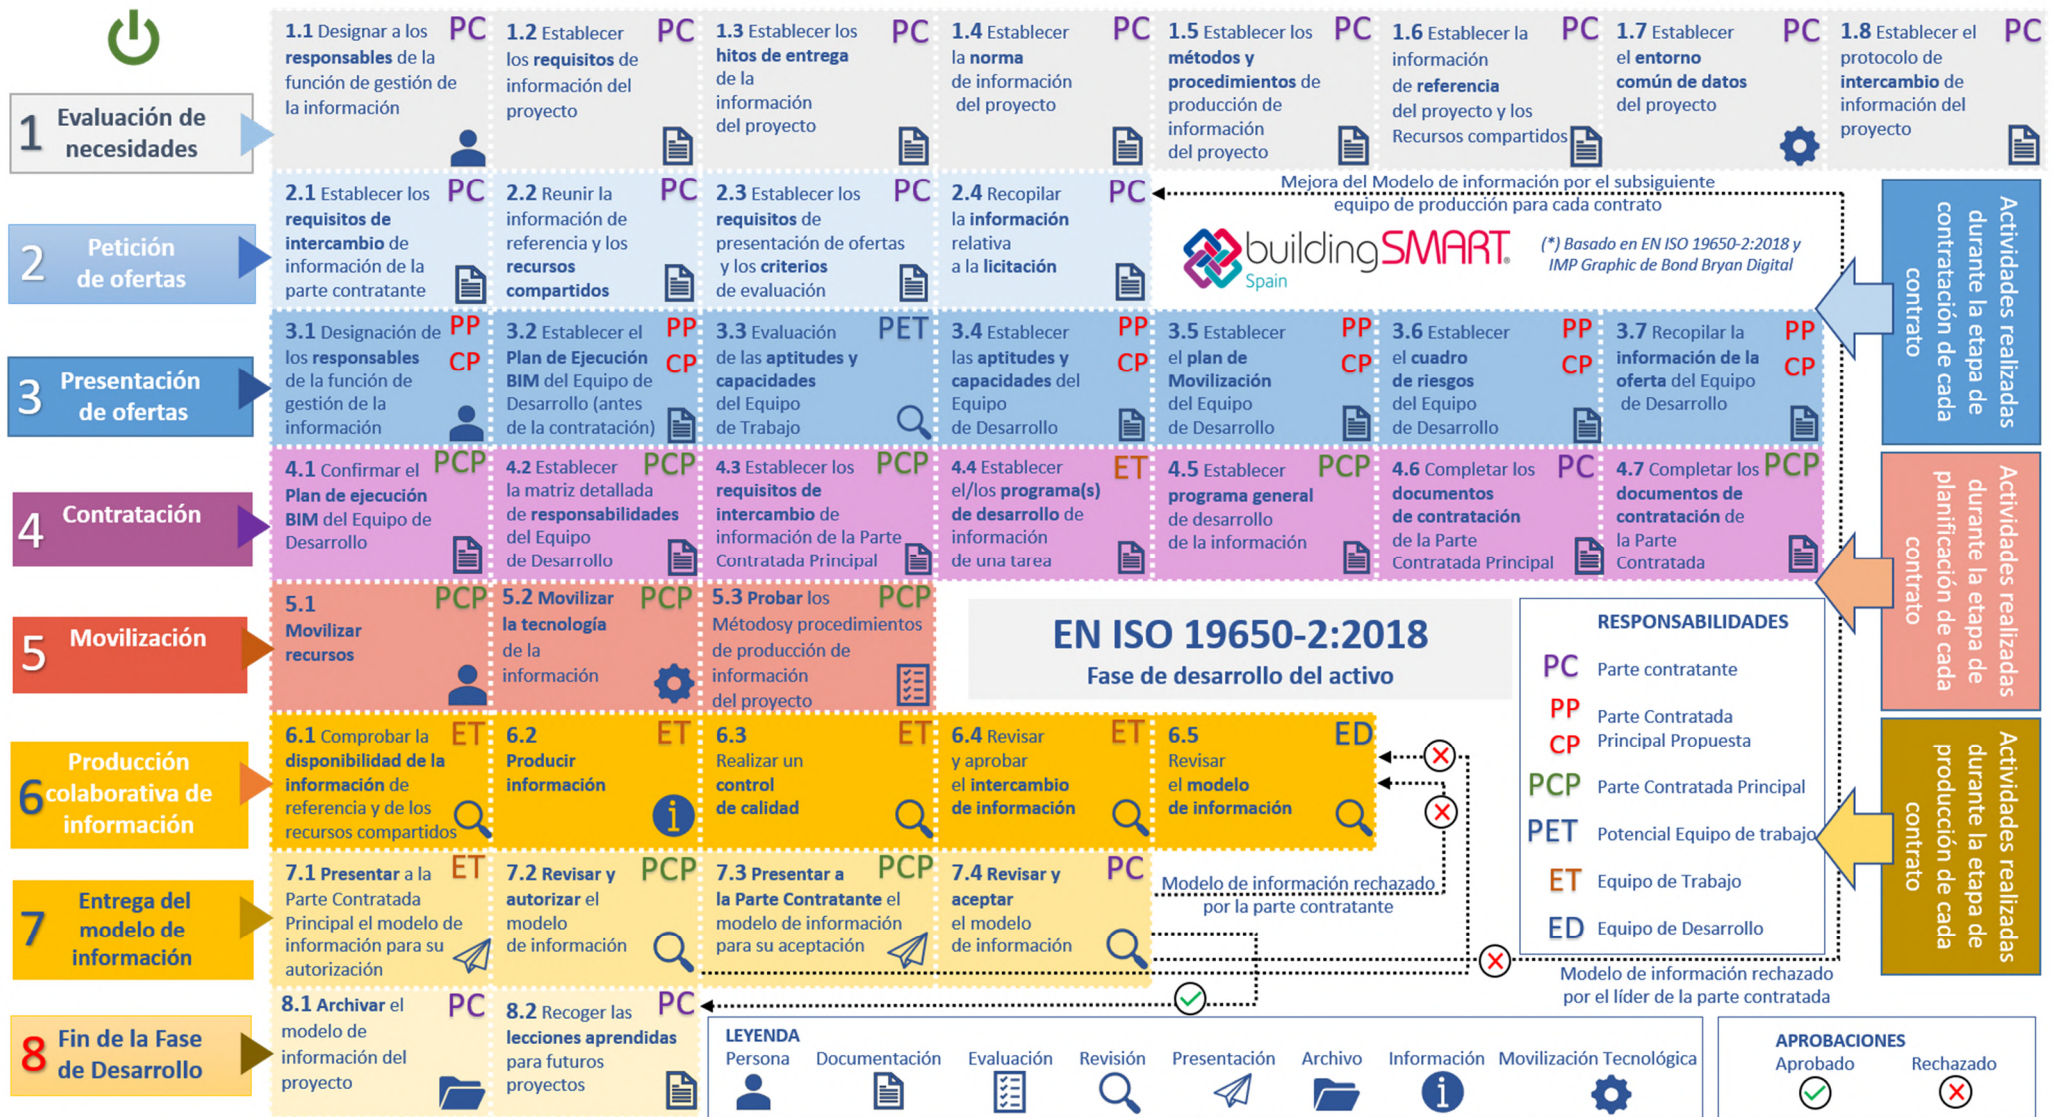 1 Evaluación de
necesidades
1.1 Designar a los PC
responsables de la
función de gestión de
la información
1.2 Establecer PC
los requisitos de
información del
proyecto
1.3 Establecer los PC
hitos de entrega
de la
información
del proyecto
1.4 Establecer PC
la norma
de información
del proyecto
1.5 Establecer los PC
métodos y
procedimientos de
producción de
información
del proyecto
1.6 Establecer la PC
información
de referencia
del proyecto y los
Recursos compartidos
1.7 Establecer PC
el entorno
común de datos
del proyecto
1.8 Establecer el PC
protocolo de
intercambio de
información del
proyecto
2 Petición
de ofertas
2.1 Establecer los PC
requisitos de
intercambio de
información de la
parte contratante
2.2 Reunir la PC
información de
referencia y los
recursos
compartidos
2.3 Establecer los PC
requisitos de
presentación de ofertas
y los criterios
de evaluación
2.4 Recopilar PC
la información
relativa
a la licitación
Mejora del Modelo de información por el subsiguiente
equipo de producción para cada contrato
buildingSMART®
Spain
(*) Basado en EN ISO 19650-2:2018 y
IMP Graphic de Bond Bryan Digital
Actividades realizadas
durante la etapa de
contratación de cada
contrato
3 Presentación
de ofertas
3.1 Designación de PP
los responsables CP
de la función de
gestión de la
información
3.2 Establecer el PP
Plan de Ejecución CP
BIM del Equipo de
Desarrollo (antes
de la contratación)
3.3 Evaluación PET
de las aptitudes y
capacidades
del Equipo
de Trabajo
3.4 Establecer PP
las aptitudes y CP
capacidades del
Equipo
de Desarrollo
3.5 Establecer PP
el plan de CP
Movilización
del Equipo
de Desarrollo
3.6 Establecer PP
el cuadro CP
de riesgos
del Equipo
de Desarrollo
3.7 Recopilar la PP
información de la CP
oferta del Equipo
de Desarrollo
4 Contratación
4.1 Confirmar el PCP
Plan de ejecución
BIM del Equipo de
Desarrollo
4.2 Establecer PCP
la matriz detallada
de responsabilidades
del Equipo
de Desarrollo
4.3 Establecer los PCP
requisitos de
intercambio de
información de la Parte
Contratada Principal
4.4 Establecer ET
el/los programa(s)
de desarrollo de
información
de una tarea
4.5 Establecer PCP
programa general
de desarrollo
de la información
4.6 Completar los PC
documentos
de contratación
de la Parte
Contratada Principal
4.7 Completar los PCP
documentos de
contratación de
la Parte
Contratada
Actividades realizadas
durante la etapa de
planificación de cada
contrato
5 Movilización
5.1 PCP
Movilizar
recursos
5.2 Movilizar PCP
la tecnología
de la
información
5.3 Probar los PCP
Métodosy procedimientos
de producción de
información
del proyecto
EN ISO 19650-2:2018
Fase de desarrollo del activo
RESPONSABILIDADES
PC Parte contratante
PP Parte Contratada
CP Principal Propuesta
PCP Parte Contratada Principal
PET Potencial Equipo de trabajo
ET Equipo de Trabajo
ED Equipo de Desarrollo
6 Producción
colaborativa de
información
6.1 Comprobar la ET
disponibilidad de la
información de
referencia y de los
recursos compartidos
6.2 ET
Producir
información
6.3 ET
Realizar un
control
de calidad
6.4 Revisar ET
y aprobar
el intercambio
de información
6.5 ED
Revisar
el modelo
de información
Actividades realizadas
durante la etapa de
producción de cada
contrato
7 Entrega del
modelo de
información
7.1 Presentar a la ET
Parte Contratada
Principal el modelo de
información para su
autorización
7.2 Revisar y PCP
autorizar el
modelo
de información
7.3 Presentar a PCP
la Parte Contratante el
modelo de información
para su aceptación
7.4 Revisar y PC
aceptar
el modelo
de información
Modelo de información rechazado
por la parte contratante
Modelo de información rechazado
por el líder de la parte contratada
8 Fin de la Fase
de Desarrollo
8.1 Archivar el PC
modelo de
información del
proyecto
8.2 Recoger las PC
lecciones aprendidas
para futuros
proyectos
LEYENDA
Persona Documentación Evaluación Revisión Presentación Archivo Información Movilización Tecnológica
APROBACIONES
Aprobado Rechazado